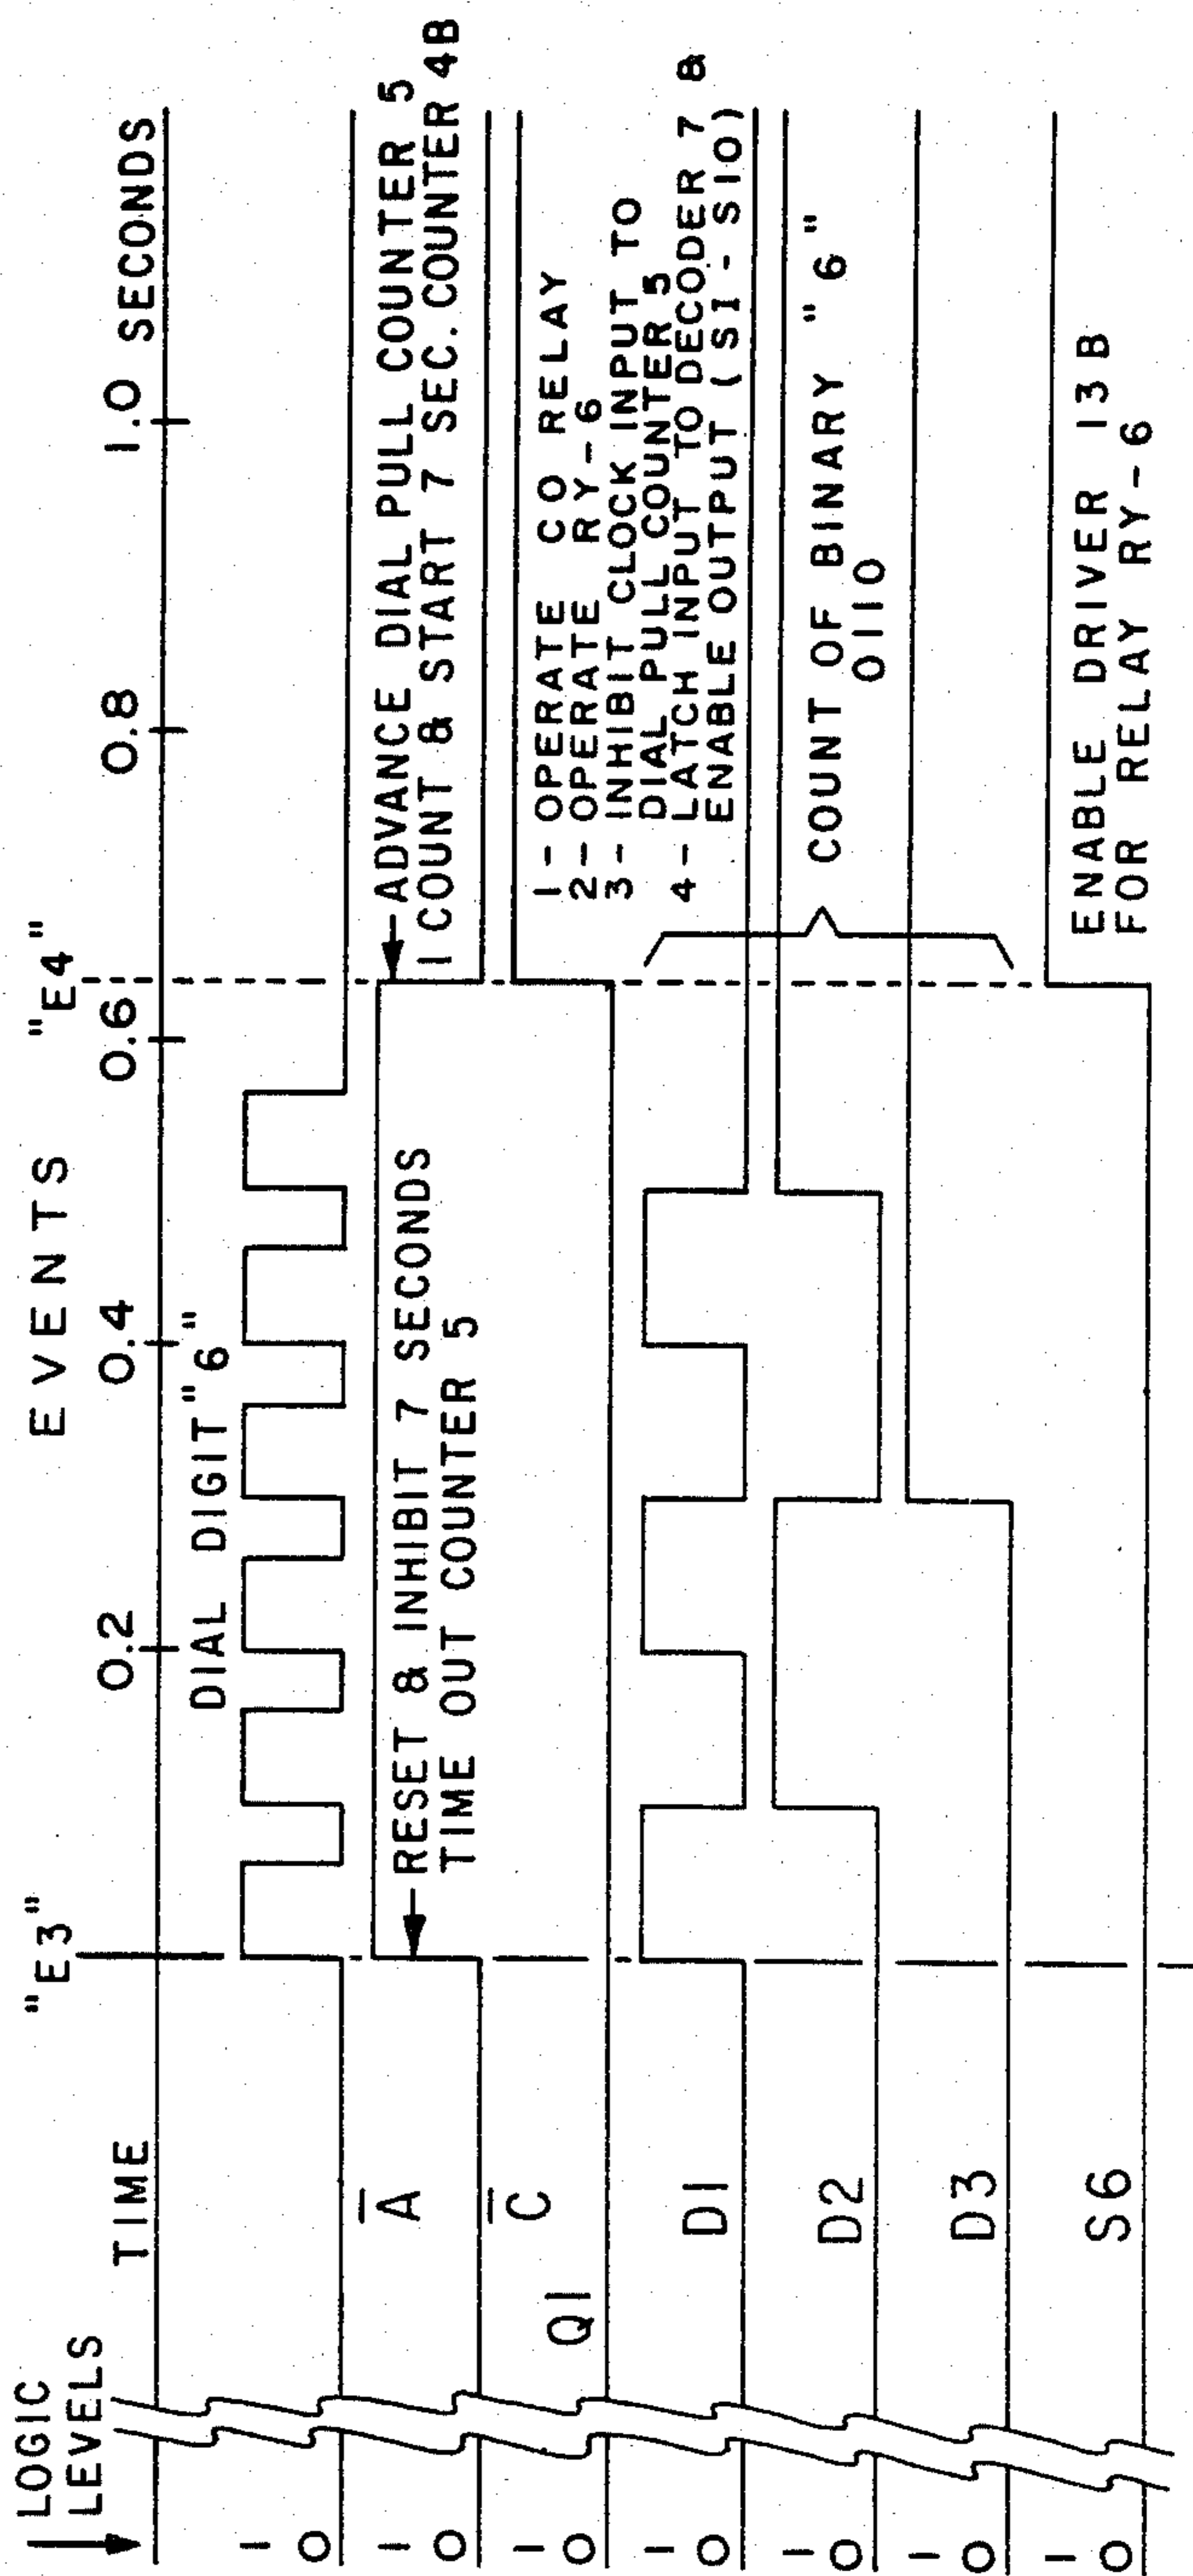 LOGIC
LEVELS
EVENTS
"E3"
"E4"
TIME
0.2
0.4
0.6
0.8
1.0 SECONDS
1
0
DIAL DIGIT "6"
A
1
0
RESET & INHIBIT 7 SECONDS
TIME OUT COUNTER 5
ADVANCE DIAL PULL COUNTER 5
1 COUNT & START 7 SEC. COUNTER 4B
C
1
0
Q1
1 - OPERATE CO RELAY
2 - OPERATE RY-6
3 - INHIBIT CLOCK INPUT TO
DIAL PULL COUNTER 5
4 - LATCH INPUT TO DECODER 7 &
ENABLE OUTPUT (S1 - S10)
1
0
D1
1
0
D2
COUNT OF BINARY "6"
0110
1
0
D3
1
0
S6
ENABLE DRIVER 13B
FOR RELAY RY-6